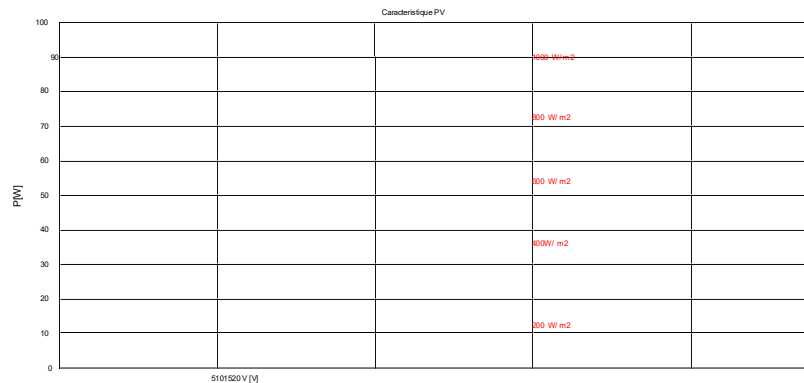 Caracteristique PV
100
90
1000 W/m2
80
800 W/ m2
70
60
600 W/ m2
P[W]
50
40
400W/ m2
30
20
200 W/ m2
10
0
5101520 V [V]